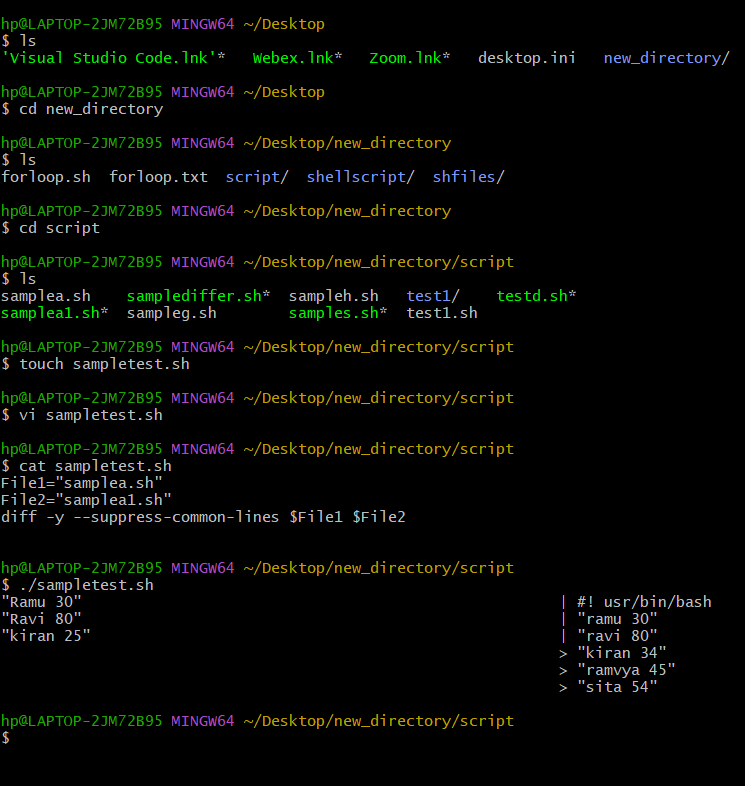 hp@LAPTOP-2JM72B95 MINGW64 ~/Desktop
$ ls
'Visual Studio Code.lnk'*   Webex.lnk*   Zoom.lnk*   desktop.ini   new_directory/
hp@LAPTOP-2JM72B95 MINGW64 ~/Desktop
$ cd new_directory
hp@LAPTOP-2JM72B95 MINGW64 ~/Desktop/new_directory
$ ls
forloop.sh  forloop.txt  script/  shellscript/  shfiles/
hp@LAPTOP-2JM72B95 MINGW64 ~/Desktop/new_directory
$ cd script
hp@LAPTOP-2JM72B95 MINGW64 ~/Desktop/new_directory/script
$ ls
samplea.sh    samplediffer.sh*  sampleh.sh   test1/    testd.sh*
samplea1.sh*  sampleg.sh        samples.sh*  test1.sh
hp@LAPTOP-2JM72B95 MINGW64 ~/Desktop/new_directory/script
$ touch sampletest.sh
hp@LAPTOP-2JM72B95 MINGW64 ~/Desktop/new_directory/script
$ vi sampletest.sh
hp@LAPTOP-2JM72B95 MINGW64 ~/Desktop/new_directory/script
$ cat sampletest.sh
File1="samplea.sh"
File2="samplea1.sh"
diff -y --suppress-common-lines $File1 $File2
hp@LAPTOP-2JM72B95 MINGW64 ~/Desktop/new_directory/script
$ ./sampletest.sh
"Ramu 30"                                                     | #! usr/bin/bash
"Ravi 80"                                                     | "ramu 30"
"kiran 25"                                                    | "ravi 80"
                                                              > "kiran 34"
                                                              > "ramvya 45"
                                                              > "sita 54"
hp@LAPTOP-2JM72B95 MINGW64 ~/Desktop/new_directory/script
$